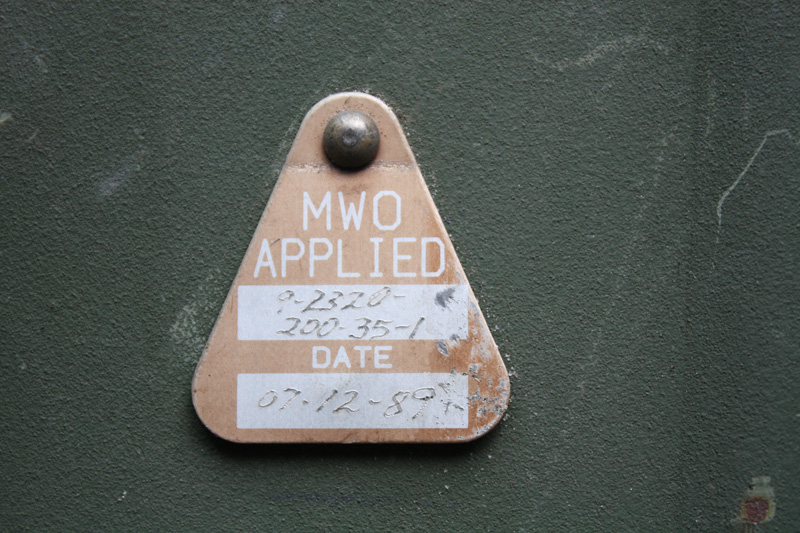 MWO
APPLIED
9-2320-
200-35-1
DATE
07-12-89